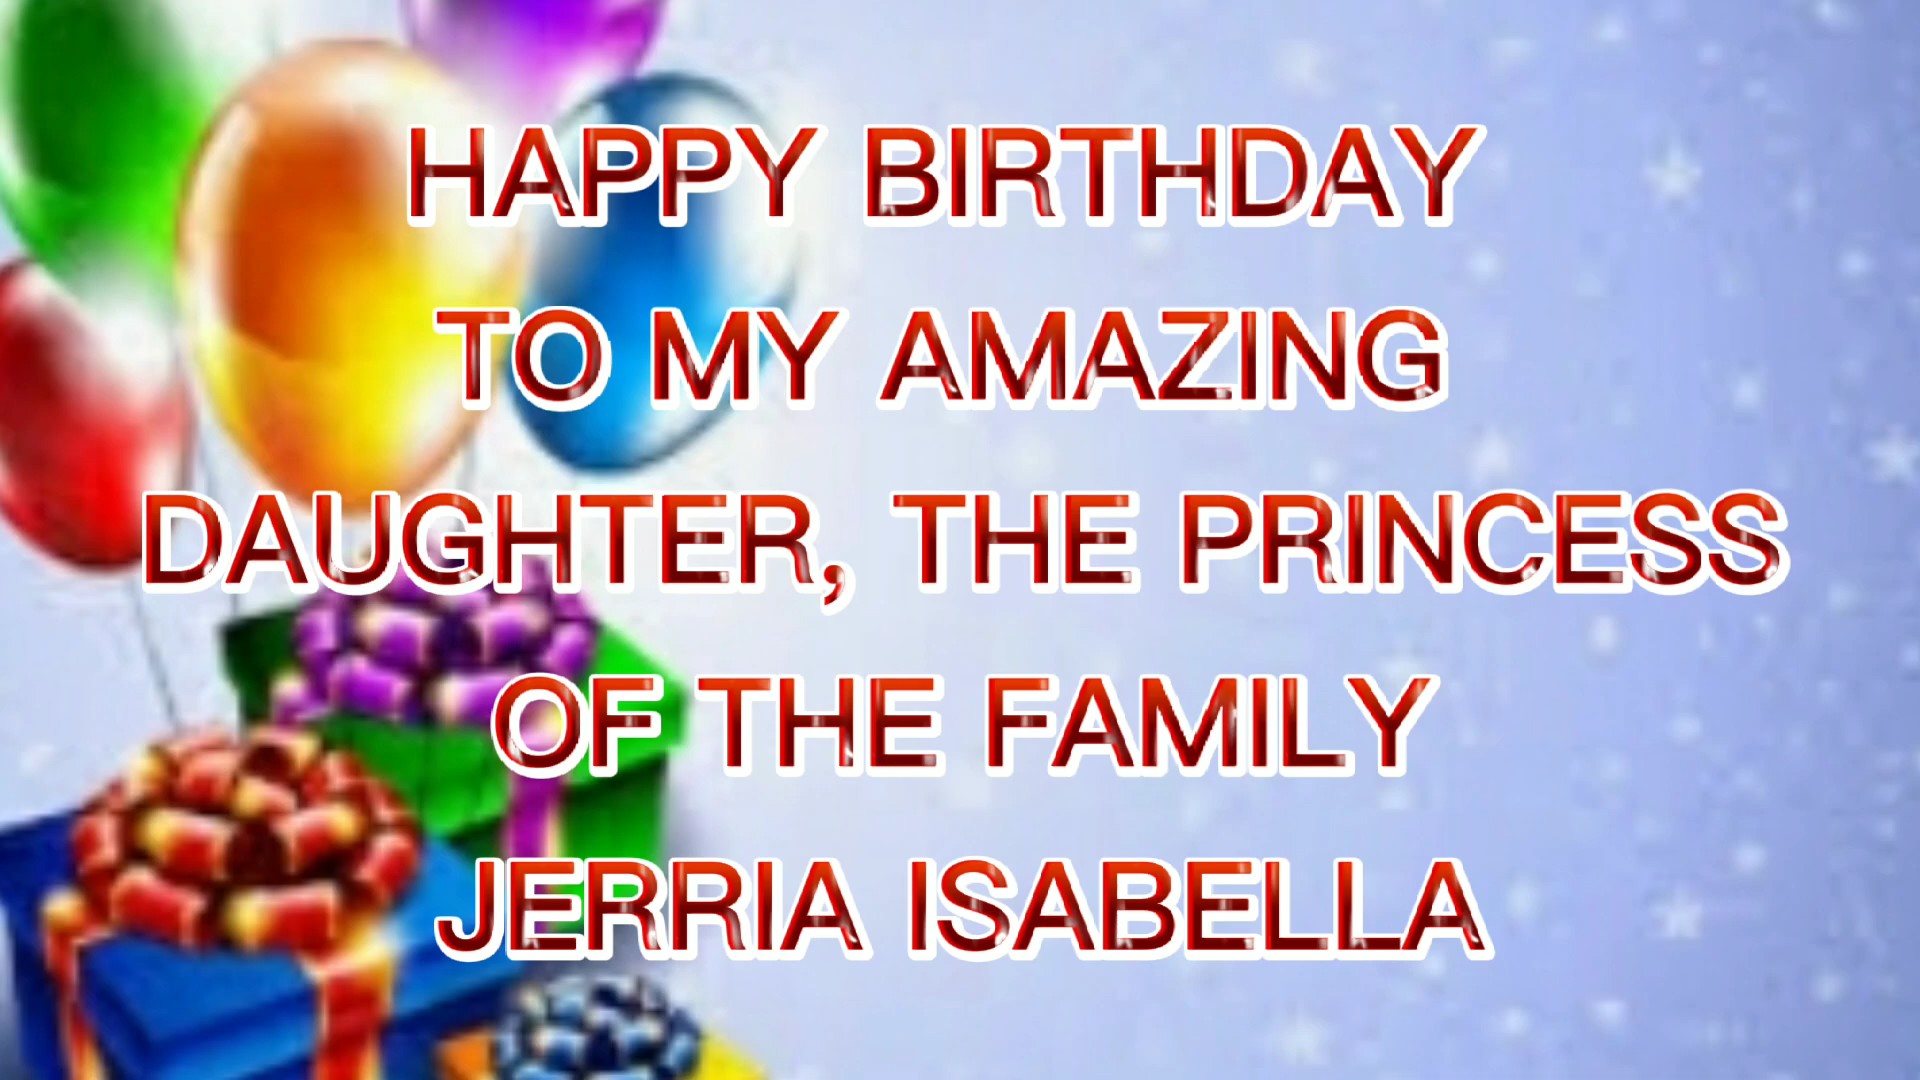 HAPPY BIRTHDAY
TO MY AMAZING
DAUGHTER, THE PRINCESS
OF THE FAMILY
JERRIA ISABELLA